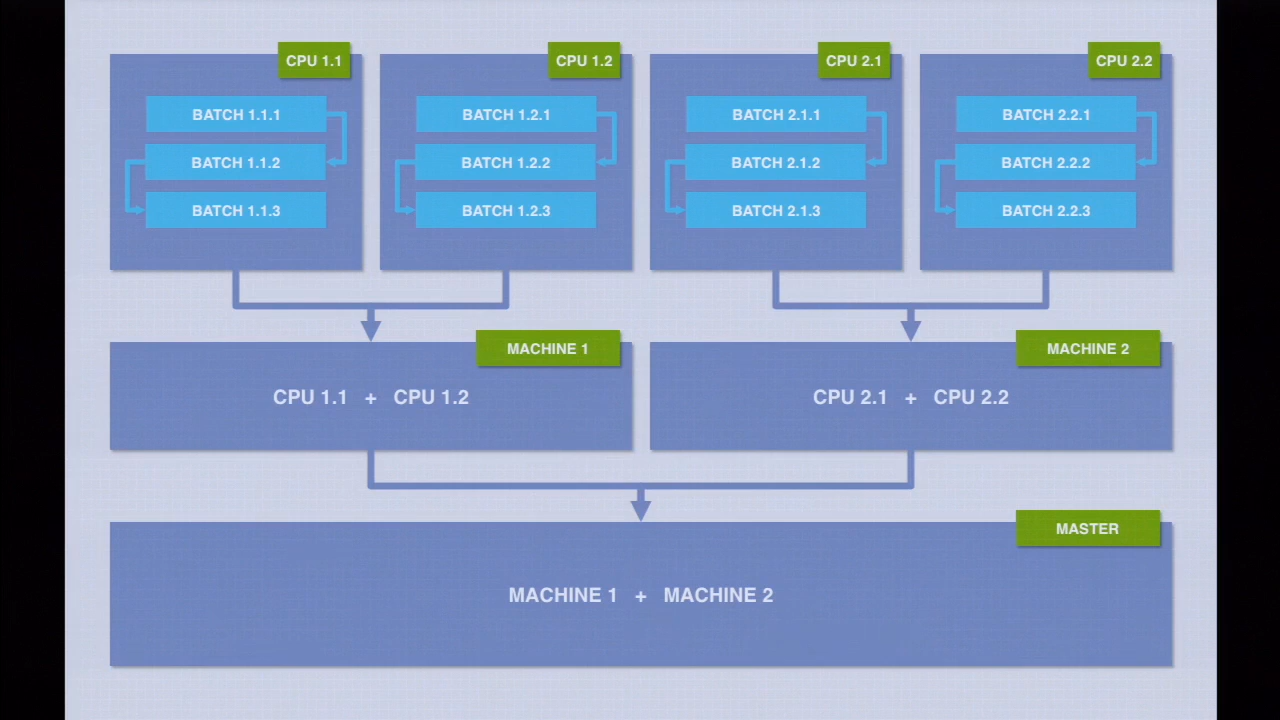 CPU 1.1
BATCH 1.1.1
BATCH 1.1.2
BATCH 1.1.3
CPU 1.2
BATCH 1.2.1
BATCH 1.2.2
BATCH 1.2.3
CPU 2.1
BATCH 2.1.1
BATCH 2.1.2
BATCH 2.1.3
CPU 2.2
BATCH 2.2.1
BATCH 2.2.2
BATCH 2.2.3
MACHINE 1
CPU 1.1 + CPU 1.2
MACHINE 2
CPU 2.1 + CPU 2.2
MASTER
MACHINE 1 + MACHINE 2